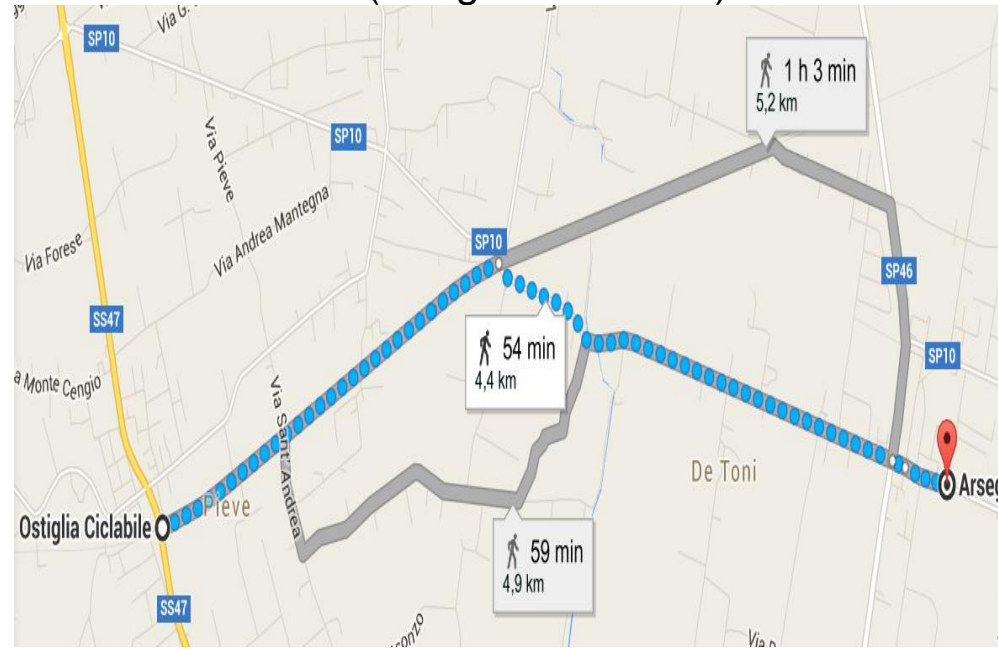 SP10
Via G.
SP10
Via Pieve
Via Andrea Mantegna
Via Forese
SS47
Monte Cengio
Via Sant' Andrea
SP10
1 h 3 min
5,2 km
SP46
SP10
54 min
4,4 km
De Toni
Arseg
Pieve
Ostiglia Ciclabile
59 min
4,9 km
SS47